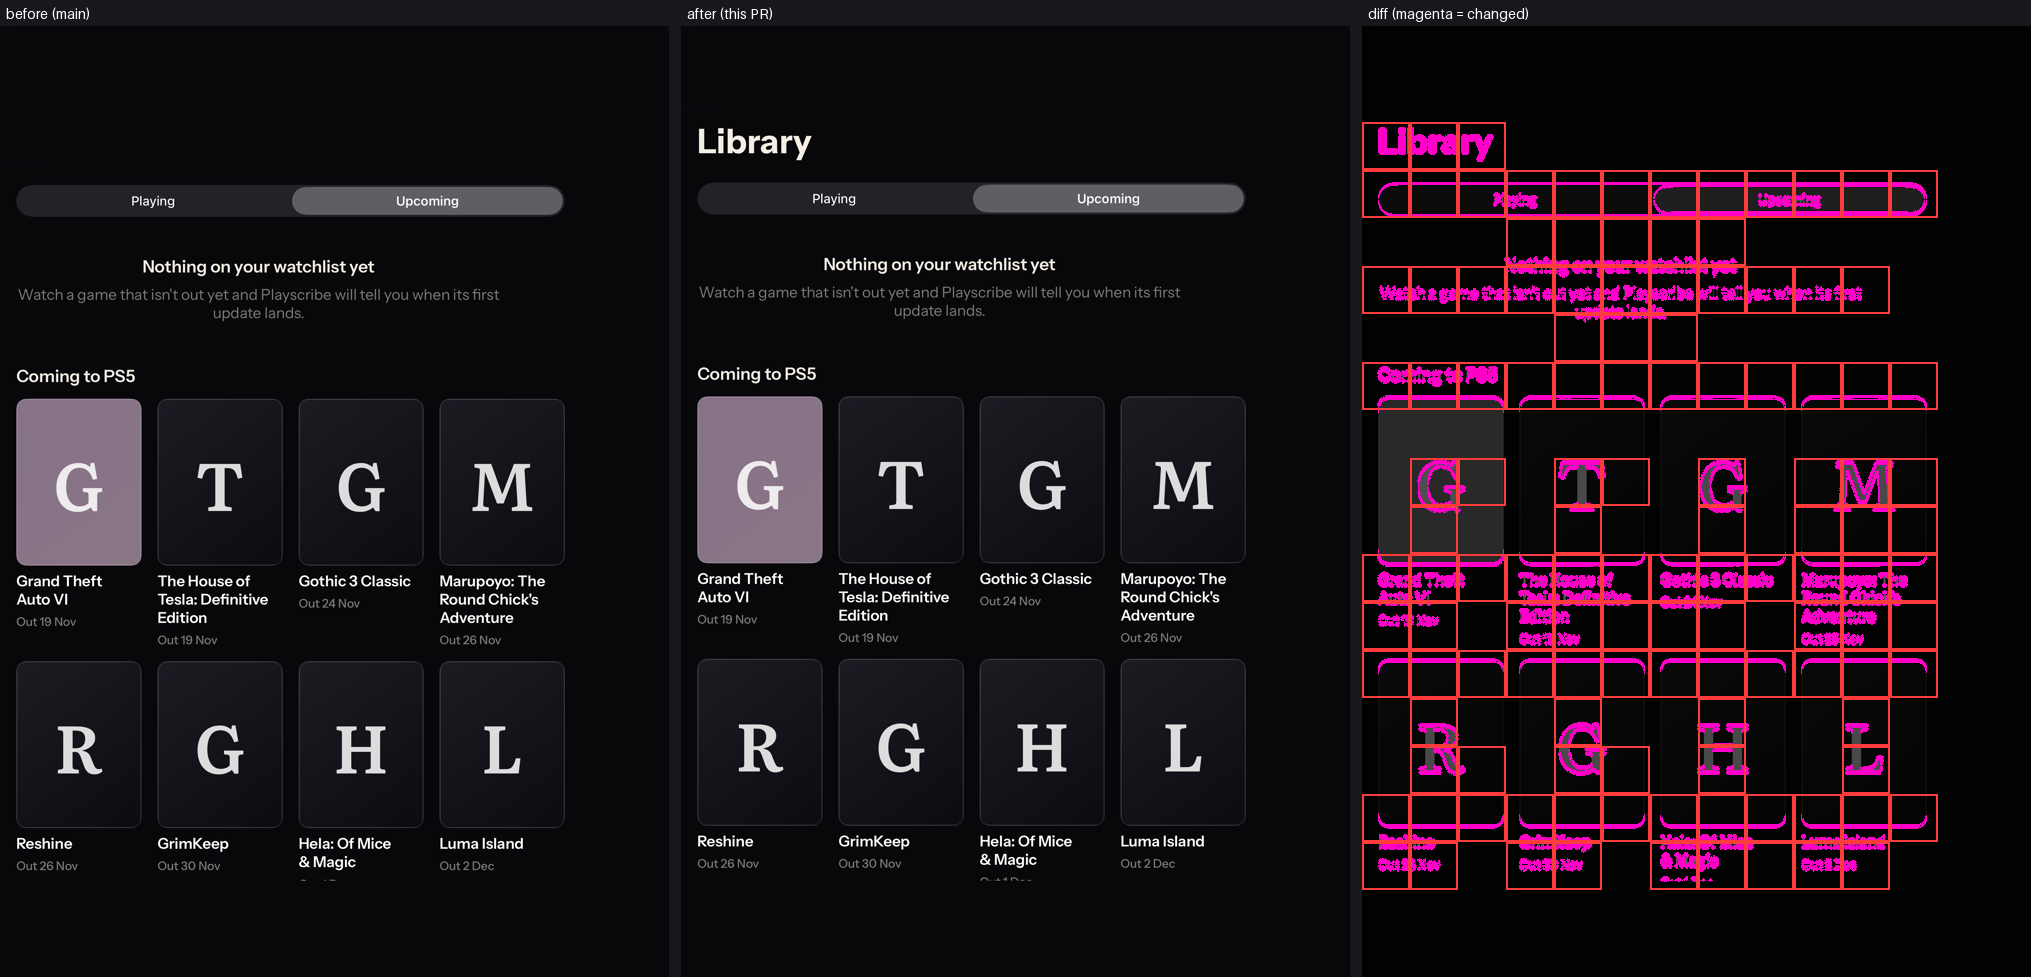 before (main)
Playing
Upcoming
Nothing on your watchlist yet
Watch a game that isn't out yet and Playscribe will tell you when its first
update lands.
Coming to PS5
G
T
G
M
Grand Theft
Auto VI
Out 19 Nov
The House of
Tesla: Definitive
Edition
Out 19 Nov
Gothic 3 Classic
Out 24 Nov
Marupoyo: The
Round Chick's
Adventure
Out 26 Nov
R
G
H
L
Reshine
Out 26 Nov
GrimKeep
Out 30 Nov
Hela: Of Mice
& Magic
Luma Island
Out 2 Dec
after (this PR)
Library
Playing
Upcoming
Nothing on your watchlist yet
Watch a game that isn't out yet and Playscribe will tell you when its first
update lands.
Coming to PS5
G
T
G
M
Grand Theft
Auto VI
Out 19 Nov
The House of
Tesla: Definitive
Edition
Out 19 Nov
Gothic 3 Classic
Out 24 Nov
Marupoyo: The
Round Chick's
Adventure
Out 26 Nov
R
G
H
L
Reshine
Out 26 Nov
GrimKeep
Out 30 Nov
Hela: Of Mice
& Magic
Out 1 Dec
Luma Island
Out 2 Dec
diff (magenta = changed)
Library
Coming to PS5
G
T
G
M
R
G
H
L